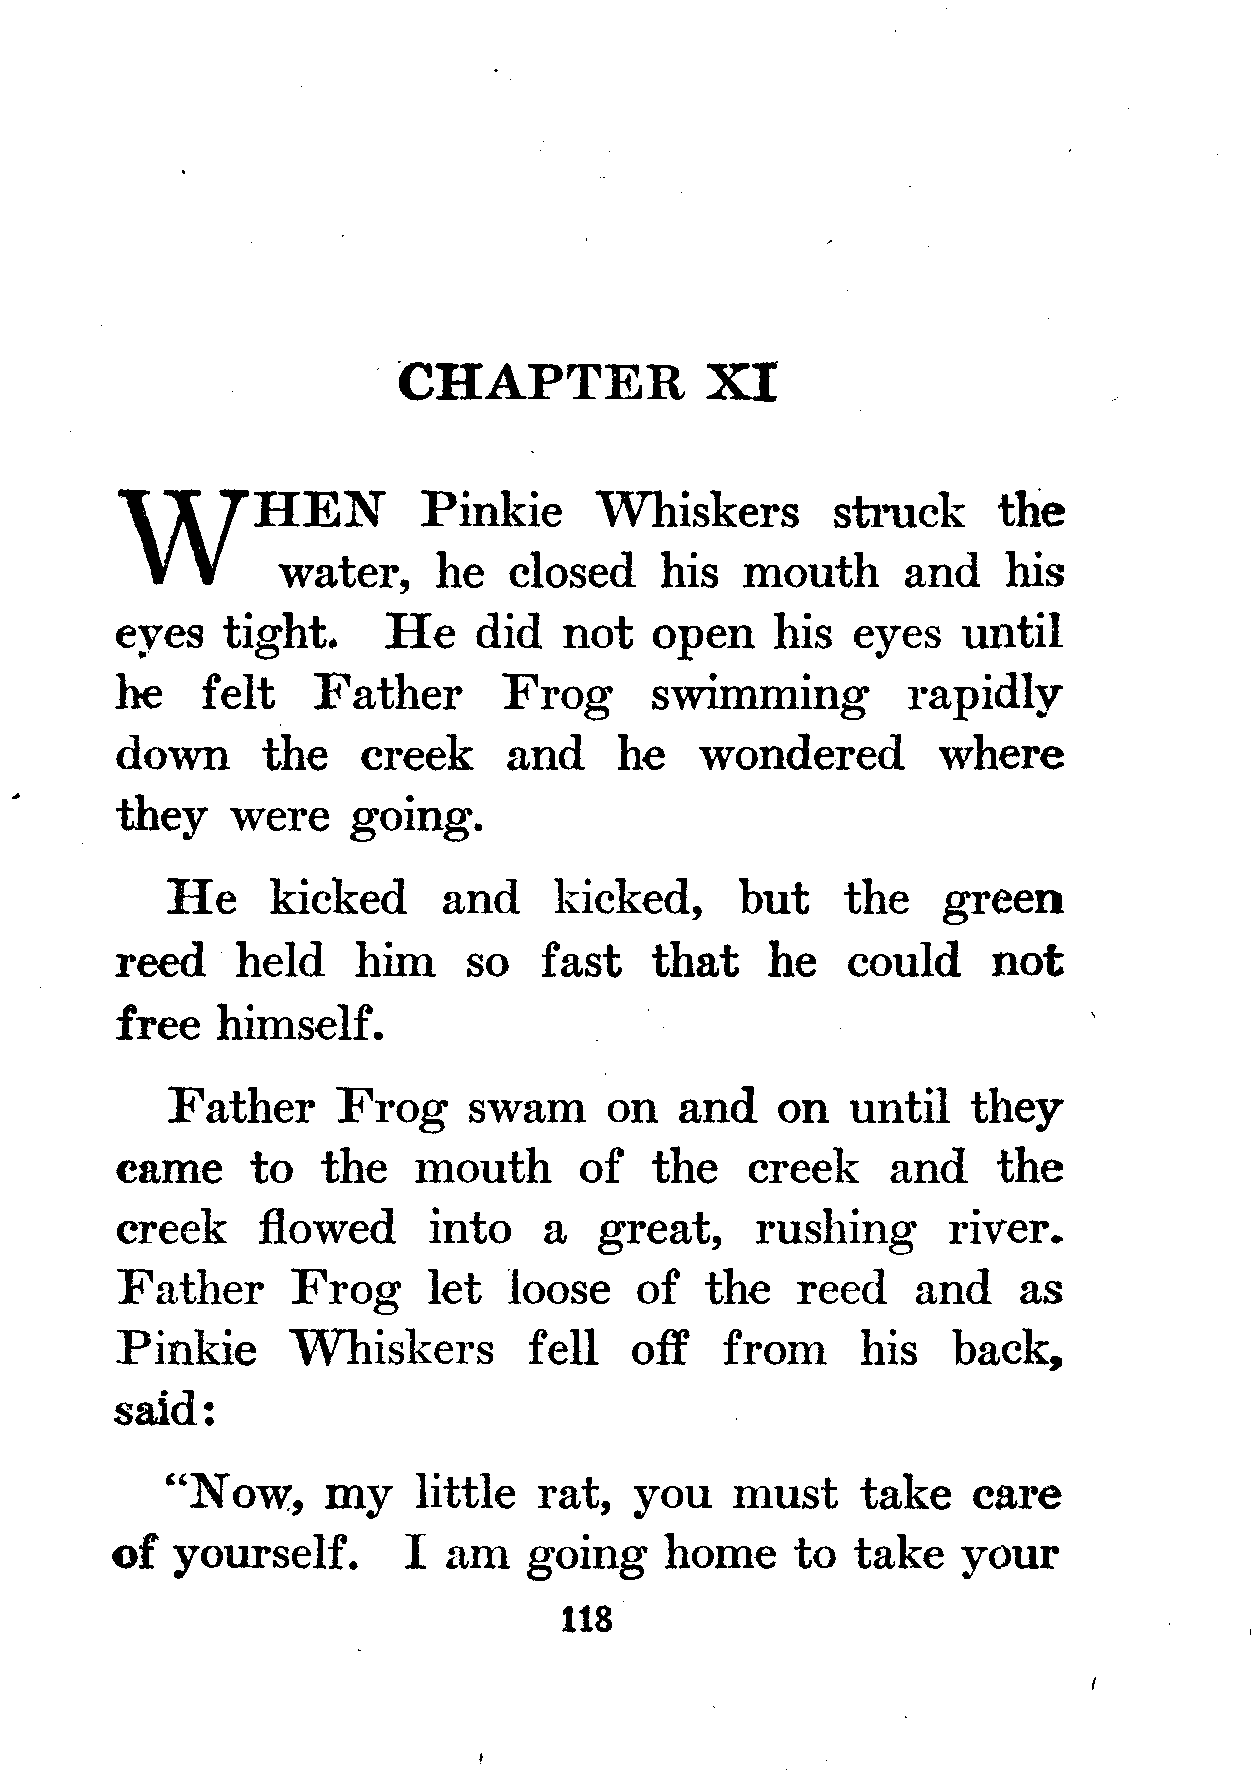 CHAPTER XI
WHEN Pinkie Whiskers struck the
water, he closed his mouth and his
eyes tight. He did not open his eyes until
he felt Father Frog swimming rapidly
down the creek and he wondered where
they were going.
He kicked and kicked, but the green
reed held him so fast that he could not
free himself.
Father Frog swam on and on until they
came to the mouth of the creek and the
creek flowed into a great, rushing river.
Father Frog let loose of the reed and as
Pinkie Whiskers fell off from his back,
said:
"Now, my little rat, you must take care
of yourself. I am going home to take your
118